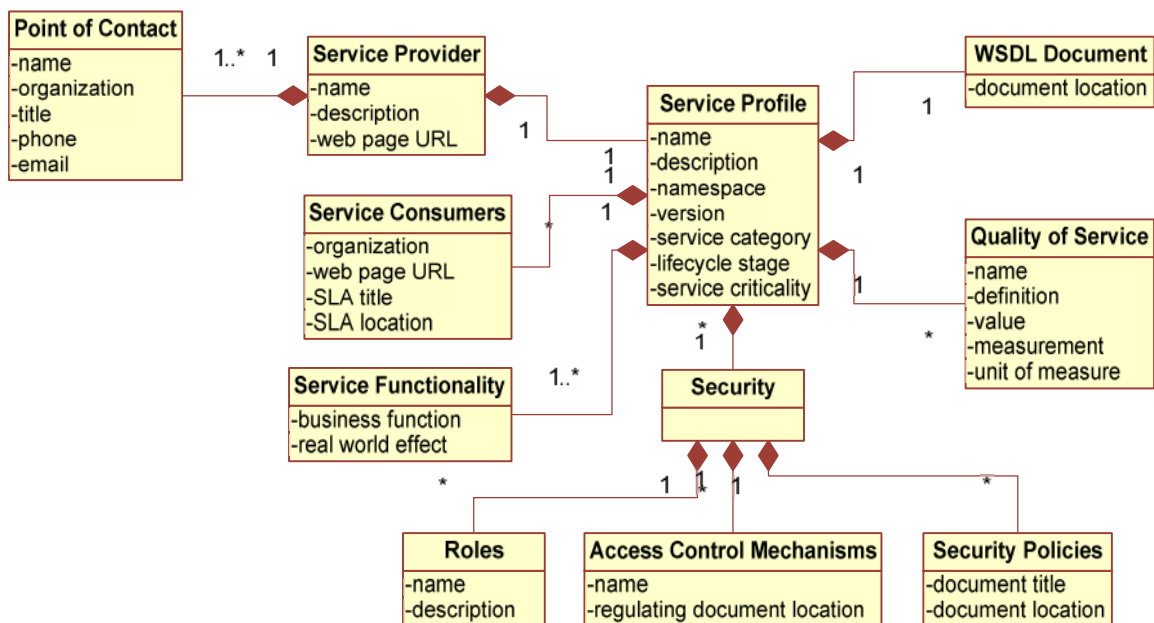 Point of Contact
-name
-organization
-title
-phone
-email
1..*
1
Service Provider
-name
-description
-web page URL
1
1
Service Profile
-name
-description
-namespace
-version
-service category
-lifecycle stage
-service criticality
WSDL Document
-document location
1
1
Service Consumers
-organization
-web page URL
-SLA title
-SLA location
1
1
*
Quality of Service
-name
-definition
-value
-measurement
-unit of measure
1
*
Service Functionality
-business function
-real world effect
1..*
*
1
Security
*
1
1
*
1
*
Roles
-name
-description
Access Control Mechanisms
-name
-regulating document location
Security Policies
-document title
-document location